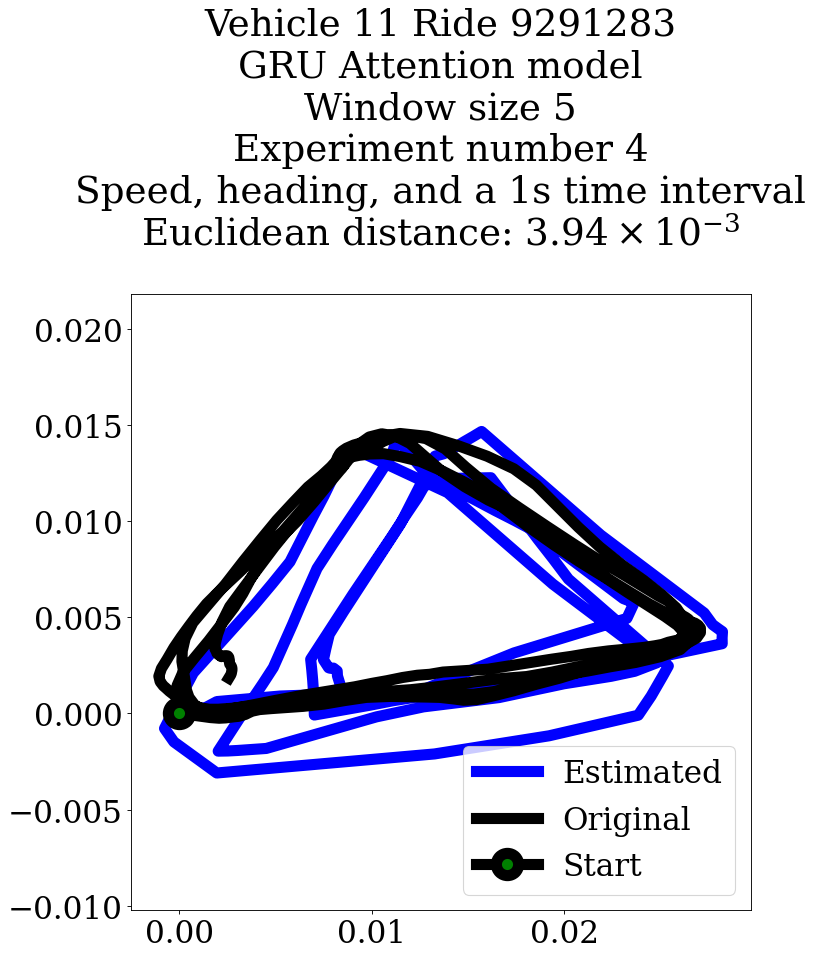 Vehicle 11 Ride 9291283
GRU Attention model
Window size 5
Experiment number 4
Speed, heading, and a 1s time interval
Euclidean distance: 3.94 × 10⁻³
0.020
0.015
0.010
0.005
0.000
−0.005
−0.010
Estimated
Original
Start
0.00 0.01 0.02